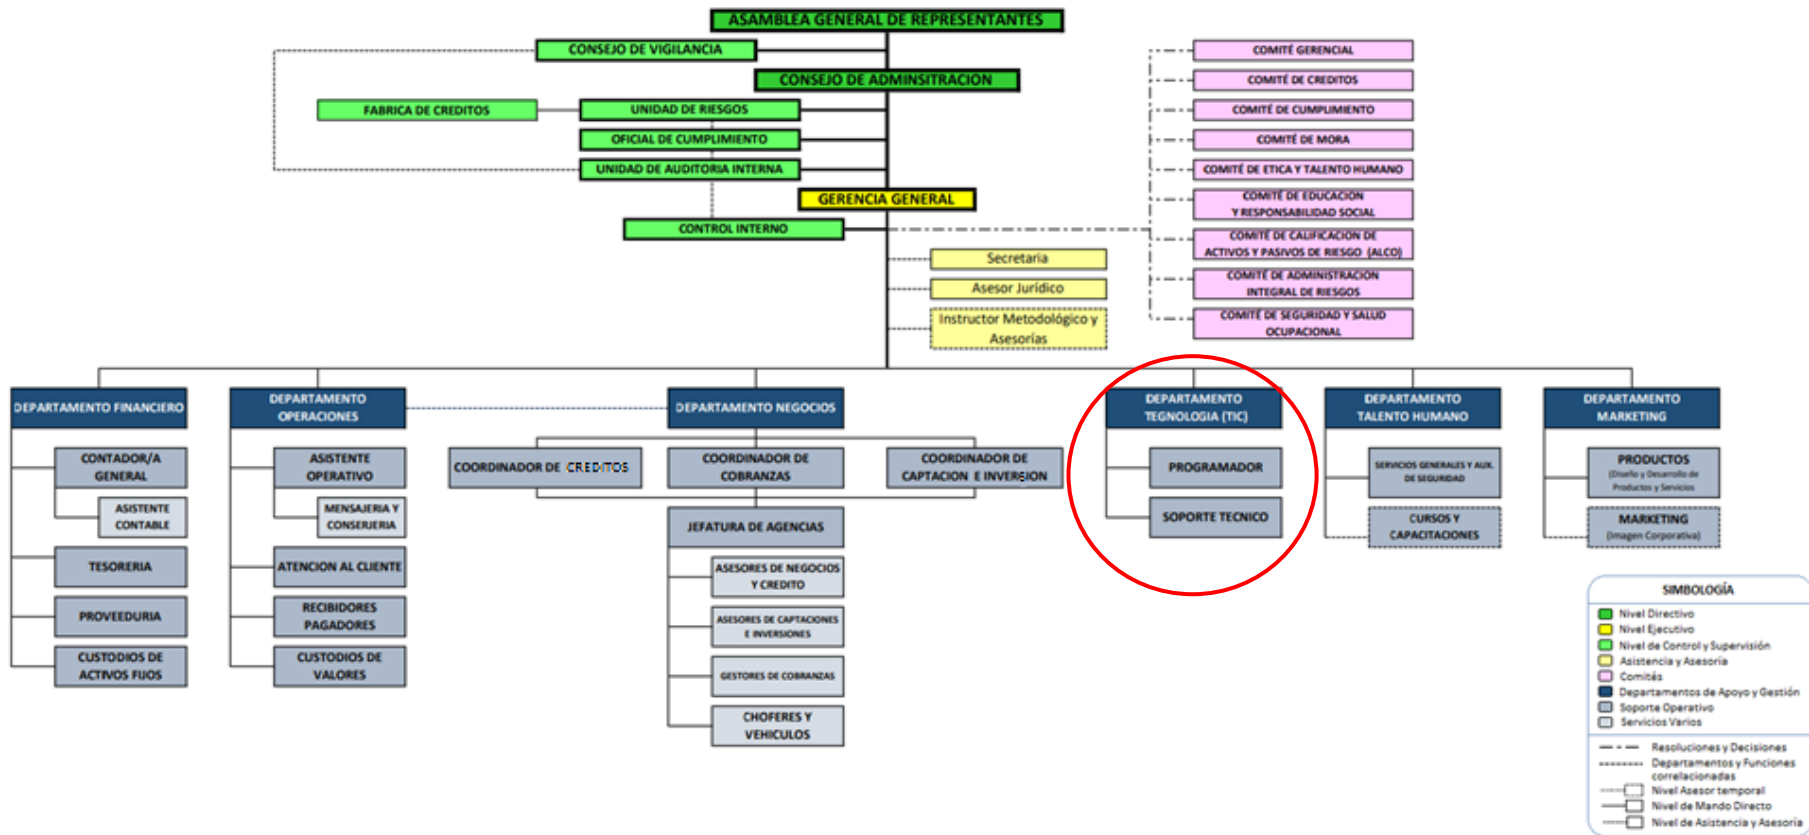 ASAMBLEA GENERAL DE REPRESENTANTES
CONSEJO DE VIGILANCIA
CONSEJO DE ADMINSITRACION
FABRICA DE CREDITOS
UNIDAD DE RIESGOS
OFICIAL DE CUMPLIMIENTO
UNIDAD DE AUDITORIA INTERNA
GERENCIA GENERAL
CONTROL INTERNO
Secretaria
Asesor Jurídico
Instructor Metodológico y
Asesorías
COMITÉ GERENCIAL
COMITÉ DE CREDITOS
COMITÉ DE CUMPLIMIENTO
COMITÉ DE MORA
COMITÉ DE ETICA Y TALENTO HUMANO
COMITÉ DE EDUCACION
Y RESPONSABILIDAD SOCIAL
COMITÉ DE CALIFICACION DE
ACTIVOS Y PASIVOS DE RIESGO (ALCO)
COMITÉ DE ADMINISTRACION
INTEGRAL DE RIESGOS
COMITÉ DE SEGURIDAD Y SALUD
OCUPACIONAL
DEPARTAMENTO FINANCIERO
CONTADOR/A
GENERAL
ASISTENTE
CONTABLE
TESORERIA
PROVEEDURIA
CUSTODIOS DE
ACTIVOS FIJOS
DEPARTAMENTO
OPERACIONES
ASISTENTE
OPERATIVO
MENSAJERIA Y
CONSERJERIA
ATENCION AL CLIENTE
RECIBIDORES
PAGADORES
CUSTODIOS DE
VALORES
DEPARTAMENTO NEGOCIOS
COORDINADOR DE CREDITOS
COORDINADOR DE
COBRANZAS
COORDINADOR DE
CAPTACION E INVERSION
JEFATURA DE AGENCIAS
ASESORES DE NEGOCIOS
Y CREDITO
ASESORES DE CAPTACIONES
E INVERSIONES
GESTORES DE COBRANZAS
CHOFERES Y
VEHICULOS
DEPARTAMENTO
TEGNOLOGIA (TIC)
PROGRAMADOR
SOPORTE TECNICO
DEPARTAMENTO
TALENTO HUMANO
SERVICIOS GENERALES Y AUX.
DE SEGURIDAD
CURSOS Y
CAPACITACIONES
DEPARTAMENTO
MARKETING
PRODUCTOS
(Diseño y Desarrollo de
Productos y Servicios
MARKETING
(Imagen Corporativa)
SIMBOLOGÍA
Nivel Directivo
Nivel Ejecutivo
Nivel de Control y Supervisión
Asistencia y Asesoría
Comités
Departamentos de Apoyo y Gestión
Soporte Operativo
Servicios Varios
Resoluciones y Decisiones
Departamentos y Funciones
correlacionadas
Nivel Asesor temporal
Nivel de Mando Directo
Nivel de Asistencia y Asesoría